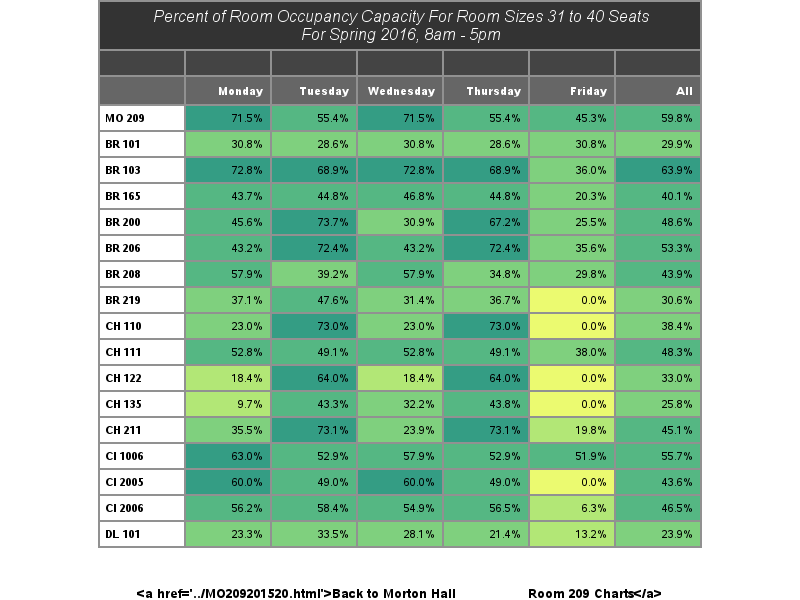 Percent of Room Occupancy Capacity For Room Sizes 31 to 40 Seats
For Spring 2016, 8am - 5pm
Monday Tuesday Wednesday Thursday Friday All
MO 209 71.5% 55.4% 71.5% 55.4% 45.3% 59.8%
BR 101 30.8% 28.6% 30.8% 28.6% 30.8% 29.9%
BR 103 72.8% 68.9% 72.8% 68.9% 36.0% 63.9%
BR 165 43.7% 44.8% 46.8% 44.8% 20.3% 40.1%
BR 200 45.6% 73.7% 30.9% 67.2% 25.5% 48.6%
BR 206 43.2% 72.4% 43.2% 72.4% 35.6% 53.3%
BR 208 57.9% 39.2% 57.9% 34.8% 29.8% 43.9%
BR 219 37.1% 47.6% 31.4% 36.7% 0.0% 30.6%
CH 110 23.0% 73.0% 23.0% 73.0% 0.0% 38.4%
CH 111 52.8% 49.1% 52.8% 49.1% 38.0% 48.3%
CH 122 18.4% 64.0% 18.4% 64.0% 0.0% 33.0%
CH 135 9.7% 43.3% 32.2% 43.8% 0.0% 25.8%
CH 211 35.5% 73.1% 23.9% 73.1% 19.8% 45.1%
CI 1006 63.0% 52.9% 57.9% 52.9% 51.9% 55.7%
CI 2005 60.0% 49.0% 60.0% 49.0% 0.0% 43.6%
CI 2006 56.2% 58.4% 54.9% 56.5% 6.3% 46.5%
DL 101 23.3% 33.5% 28.1% 21.4% 13.2% 23.9%
<a href='../MO209201520.html'>Back to Morton Hall Room 209 Charts</a>